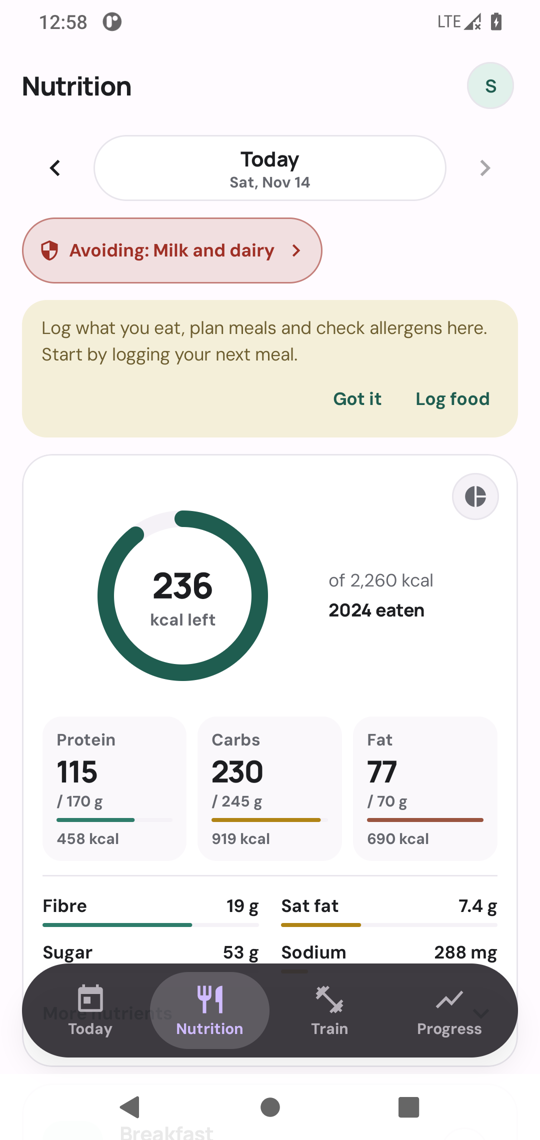 12:58
LTE
Nutrition
S
Today
Sat, Nov 14
Avoiding: Milk and dairy
Log what you eat, plan meals and check allergens here.
Start by logging your next meal.
Got it
Log food
236
kcal left
of 2,260 kcal
2024 eaten
Protein
115
/ 170 g
458 kcal
Carbs
230
/ 245 g
919 kcal
Fat
77
/ 70 g
690 kcal
Fibre 19 g
Sat fat 7.4 g
Sugar 53 g
Sodium 288 mg
More nutrients
Today
Nutrition
Train
Progress
Breakfast